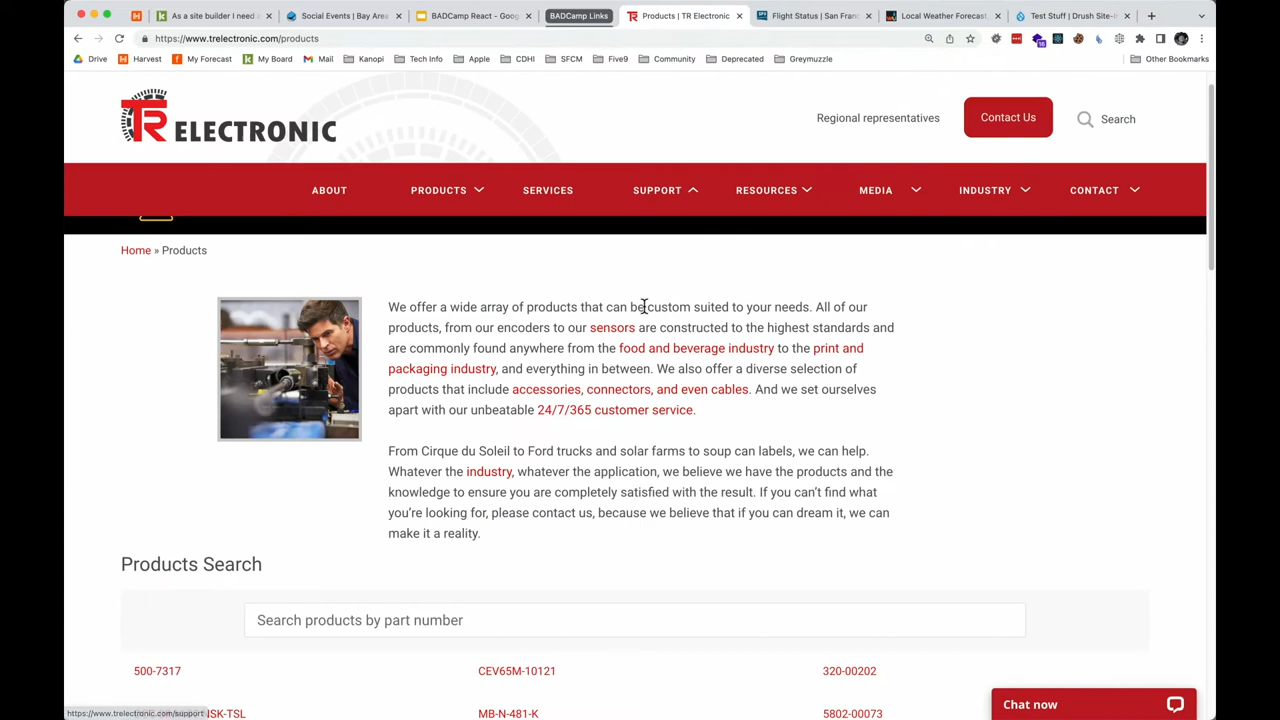 As a site builder I need a
Social Events | Bay Area
BADCamp React - Goog
BADCamp Links
Products | TR Electronic
Flight Status | San Fran
Local Weather Forecast,
Test Stuff | Drush Site-I
https://www.trelectronic.com/products
Drive
Harvest
My Forecast
My Board
Mail
Kanopi
Tech Info
Apple
CDHI
SFCM
Five9
Community
Deprecated
Greymuzzle
Other Bookmarks
TR ELECTRONIC
Regional representatives
Contact Us
Search
ABOUT
PRODUCTS
SERVICES
SUPPORT
RESOURCES
MEDIA
INDUSTRY
CONTACT
Home » Products
We offer a wide array of products that can be custom suited to your needs. All of our
products, from our encoders to our sensors are constructed to the highest standards and
are commonly found anywhere from the food and beverage industry to the print and
packaging industry, and everything in between. We also offer a diverse selection of
products that include accessories, connectors, and even cables. And we set ourselves
apart with our unbeatable 24/7/365 customer service.
From Cirque du Soleil to Ford trucks and solar farms to soup can labels, we can help.
Whatever the industry, whatever the application, we believe we have the products and the
knowledge to ensure you are completely satisfied with the result. If you can't find what
you're looking for, please contact us, because we believe that if you can dream it, we can
make it a reality.
Products Search
Search products by part number
500-7317
CEV65M-10121
320-00202
https://www.trelectronic.com/support
ISK-TSL
MB-N-481-K
5802-00073
Chat now